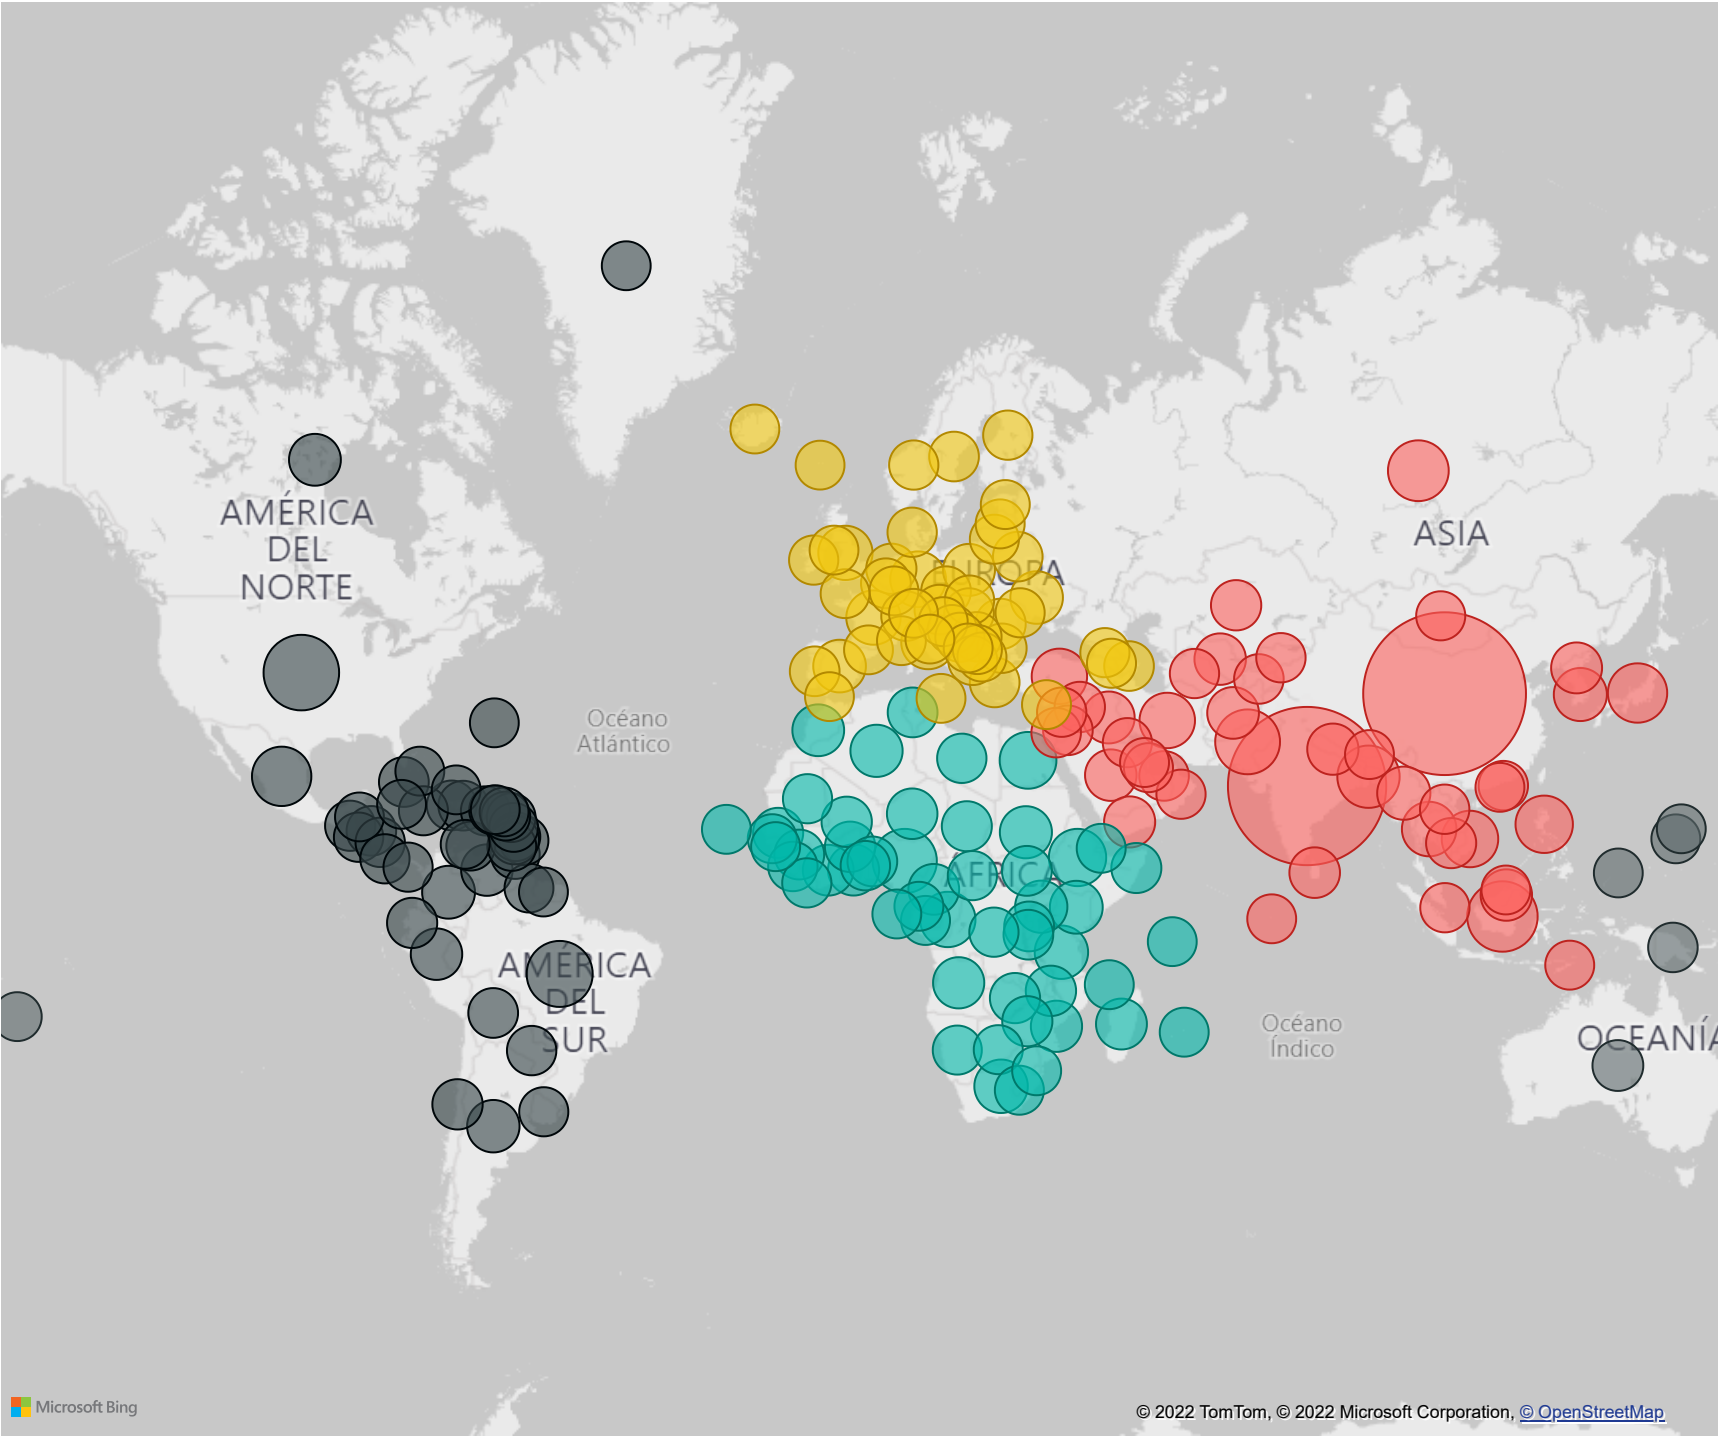 AMÉRICA
DEL
NORTE
EUROPA
ASIA
Océano
Atlántico
ÁFRICA
AMÉRICA
DEL
SUR
Océano
Índico
OCEANÍA
Microsoft Bing
© 2022 TomTom, © 2022 Microsoft Corporation, © OpenStreetMap